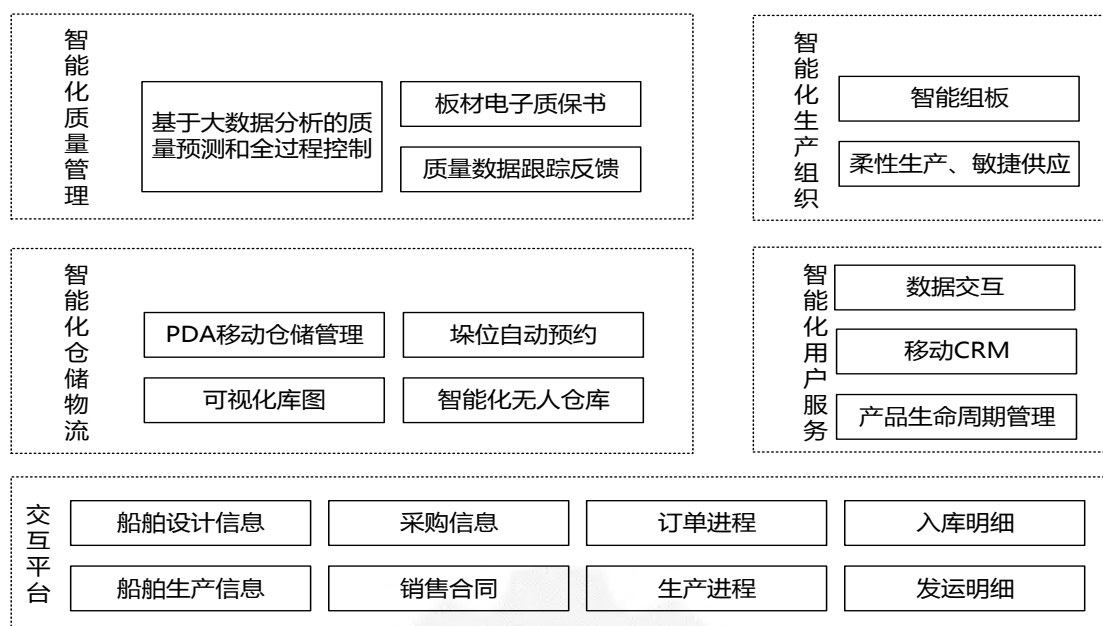 智能化质量管理
基于大数据分析的质
量预测和全过程控制
板材电子质保书
质量数据跟踪反馈
智能化生产组织
智能组板
柔性生产、敏捷供应
智能化仓储物流
PDA移动仓储管理
垛位自动预约
可视化库图
智能化无人仓库
智能化用户服务
数据交互
移动CRM
产品生命周期管理
交互平台
船舶设计信息
采购信息
订单进程
入库明细
船舶生产信息
销售合同
生产进程
发运明细